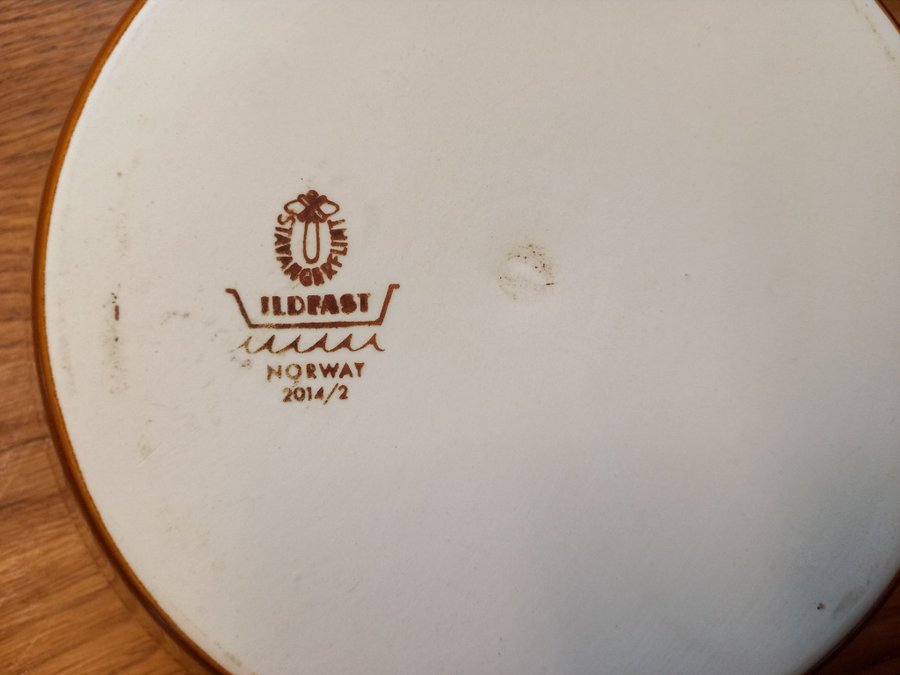 STAVANGERFLINT
ILDFAST
NORWAY
2014/2